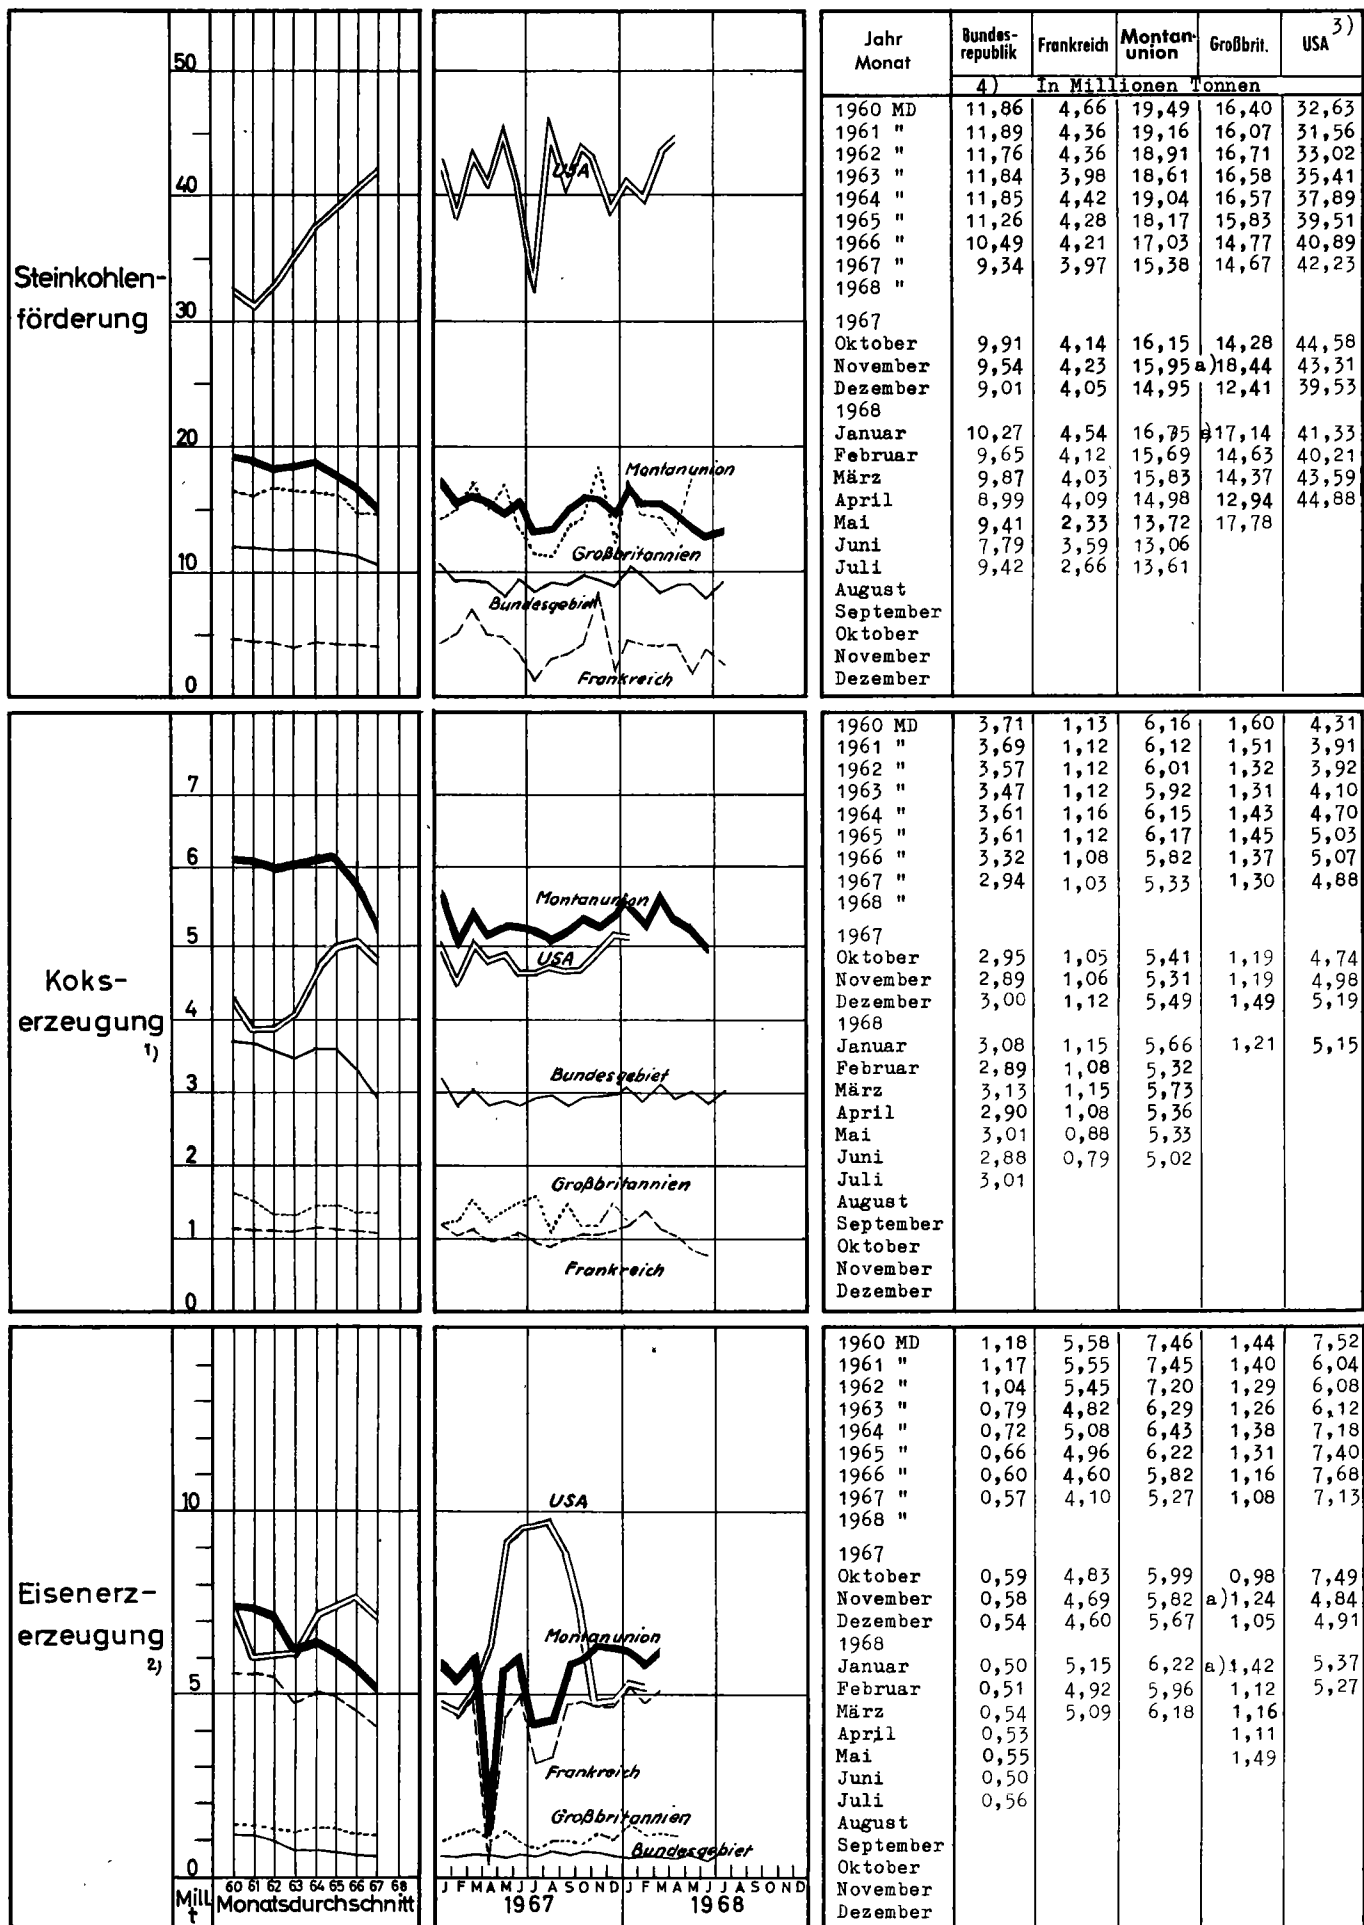 Jahr Monat | Bundes-republik | Frankreich | Montan-union | Großbrit. | USA 3)
4) In Millionen Tonnen
Steinkohlen-
förderung
50
40
30
20
10
0
USA
Montanunion
Großbritannien
Bundesgebiet
Frankreich
1960 MD 11,86 4,66 19,49 16,40 32,63
1961 " 11,89 4,36 19,16 16,07 31,56
1962 " 11,76 4,36 18,91 16,71 33,02
1963 " 11,84 3,98 18,61 16,58 35,41
1964 " 11,85 4,42 19,04 16,57 37,89
1965 " 11,26 4,28 18,17 15,83 39,51
1966 " 10,49 4,21 17,03 14,77 40,89
1967 " 9,34 3,97 15,38 14,67 42,23
1968 "
1967
Oktober 9,91 4,14 16,15 14,28 44,58
November 9,54 4,23 15,95 a)18,44 43,31
Dezember 9,01 4,05 14,95 12,41 39,53
1968
Januar 10,27 4,54 16,75 a)17,14 41,33
Februar 9,65 4,12 15,69 14,63 40,21
März 9,87 4,03 15,83 14,37 43,59
April 8,99 4,09 14,98 12,94 44,88
Mai 9,41 2,33 13,72 17,78
Juni 7,79 3,59 13,06
Juli 9,42 2,66 13,61
August
September
Oktober
November
Dezember
Koks-
erzeugung
1)
7
6
5
4
3
2
1
0
Montanunion
USA
Bundesgebiet
Großbritannien
Frankreich
1960 MD 3,71 1,13 6,16 1,60 4,31
1961 " 3,69 1,12 6,12 1,51 3,91
1962 " 3,57 1,12 6,01 1,32 3,92
1963 " 3,47 1,12 5,92 1,31 4,10
1964 " 3,61 1,16 6,15 1,43 4,70
1965 " 3,61 1,12 6,17 1,45 5,03
1966 " 3,32 1,08 5,82 1,37 5,07
1967 " 2,94 1,03 5,33 1,30 4,88
1968 "
1967
Oktober 2,95 1,05 5,41 1,19 4,74
November 2,89 1,06 5,31 1,19 4,98
Dezember 3,00 1,12 5,49 1,49 5,19
1968
Januar 3,08 1,15 5,66 1,21 5,15
Februar 2,89 1,08 5,32
März 3,13 1,15 5,73
April 2,90 1,08 5,36
Mai 3,01 0,88 5,33
Juni 2,88 0,79 5,02
Juli 3,01
August
September
Oktober
November
Dezember
Eisenerz-
erzeugung
2)
10
5
0
USA
Montanunion
Frankreich
Großbritannien
Bundesgebiet
Mill t
60 61 62 63 64 65 66 67 68
Monatsdurchschnitt
J F M A M J J A S O N D J F M A M J J A S O N D
1967 1968
1960 MD 1,18 5,58 7,46 1,44 7,52
1961 " 1,17 5,55 7,45 1,40 6,04
1962 " 1,04 5,45 7,20 1,29 6,08
1963 " 0,79 4,82 6,29 1,26 6,12
1964 " 0,72 5,08 6,43 1,38 7,18
1965 " 0,66 4,96 6,22 1,31 7,40
1966 " 0,60 4,60 5,82 1,16 7,68
1967 " 0,57 4,10 5,27 1,08 7,13
1968 "
1967
Oktober 0,59 4,83 5,99 0,98 7,49
November 0,58 4,69 5,82 a)1,24 4,84
Dezember 0,54 4,60 5,67 1,05 4,91
1968
Januar 0,50 5,15 6,22 a)1,42 5,37
Februar 0,51 4,92 5,96 1,12 5,27
März 0,54 5,09 6,18 1,16
April 0,53 1,11
Mai 0,55 1,49
Juni 0,50
Juli 0,56
August
September
Oktober
November
Dezember